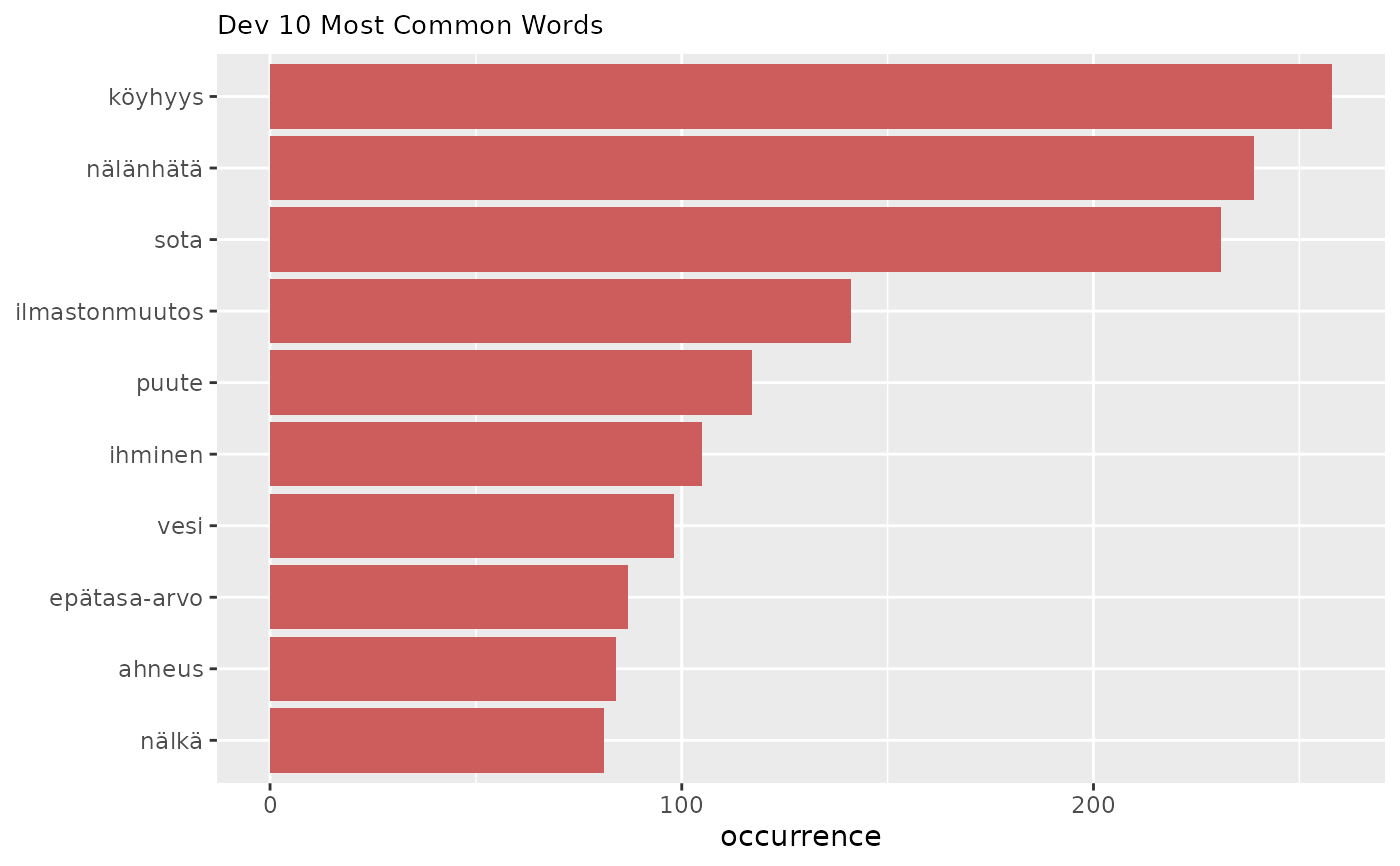 Dev 10 Most Common Words
köyhyys
nälänhätä
sota
ilmastonmuutos
puute
ihminen
vesi
epätasa-arvo
ahneus
nälkä
0 100 200
occurrence